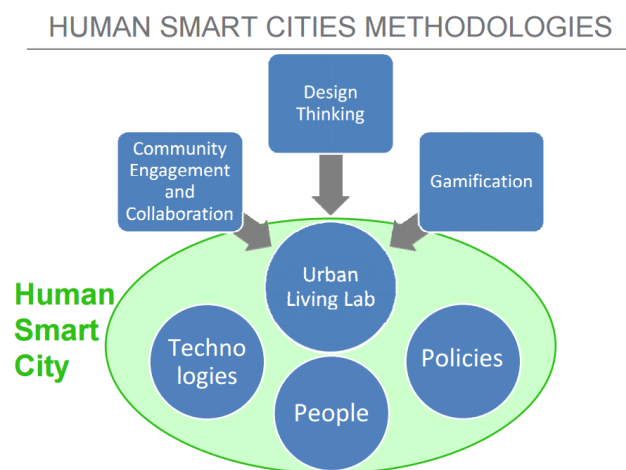 HUMAN SMART CITIES METHODOLOGIES
Design
Thinking
Community
Engagement
and
Collaboration
Gamification
Urban
Living Lab
Human
Smart
City
Techno
logies
Policies
People